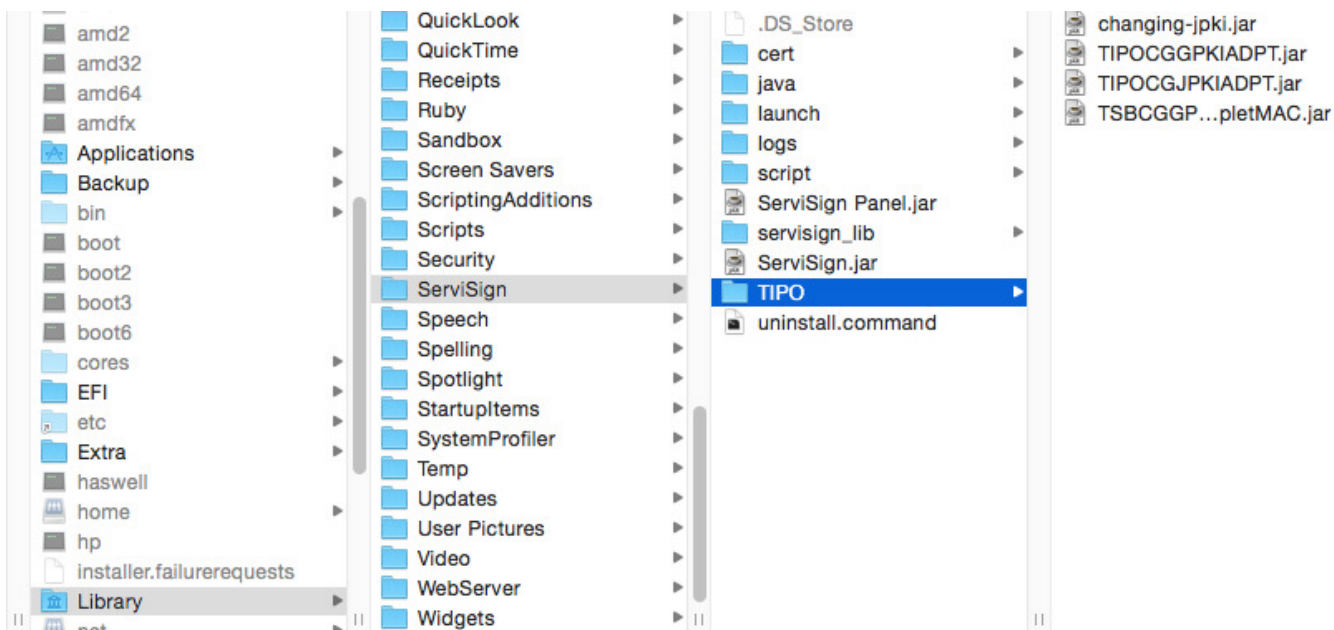 amd2
amd32
amd64
amdfx
Applications
Backup
bin
boot
boot2
boot3
boot6
cores
EFI
etc
Extra
haswell
home
hp
installer.failurerequests
Library
QuickLook
QuickTime
Receipts
Ruby
Sandbox
Screen Savers
ScriptingAdditions
Scripts
Security
ServiSign
Speech
Spelling
Spotlight
StartupItems
SystemProfiler
Temp
Updates
User Pictures
Video
WebServer
Widgets
.DS_Store
cert
java
launch
logs
script
ServiSign Panel.jar
servisign_lib
ServiSign.jar
TIPO
uninstall.command
changing-jpki.jar
TIPOCGGPKIADPT.jar
TIPOCGJPKIADPT.jar
TSBCGGP...pletMAC.jar